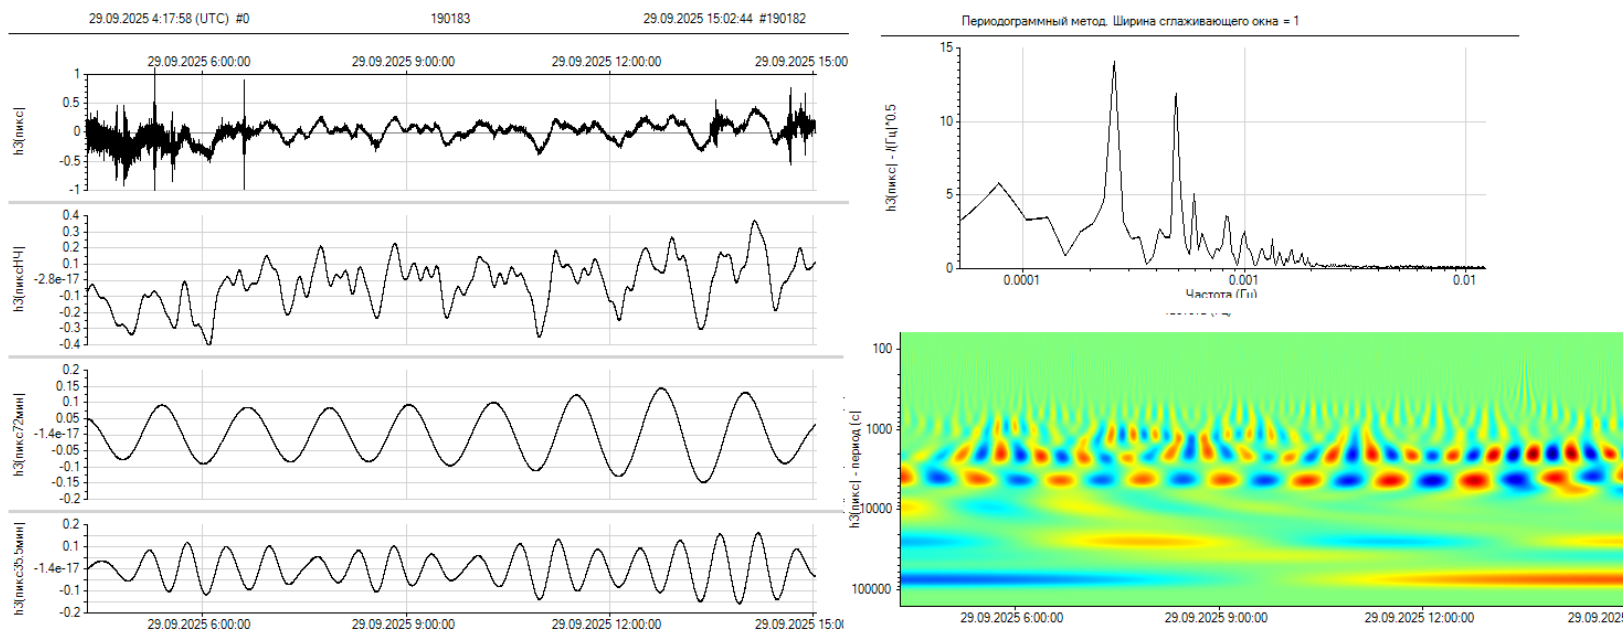 29.09.2025 4:17:58 (UTC) #0 190183 29.09.2025 15:02:44 #190182
29.09.2025 6:00:00 29.09.2025 9:00:00 29.09.2025 12:00:00 29.09.2025 15:00
h3|пикс|
1
0.5
0
-0.5
-1
h3|пиксНЧ|
0.4
0.2
0.1
-2.8e-17
-0.1
-0.2
-0.3
-0.4
h3|пикс72мин|
0.2
0.15
0.1
0.05
-1.4e-17
-0.05
-0.1
-0.15
-0.2
h3|пикс35.5мин|
0.2
0.1
-1.4e-17
-0.1
-0.2
29.09.2025 6:00:00 29.09.2025 9:00:00 29.09.2025 12:00:00 29.09.2025 15:0(
Периодограммный метод. Ширина сглаживающего окна = 1
h3|пикс| - /|Гц|^0.5
15
10
5
0
0.0001 0.001 0.01
Частота (Гц)
h3|пикс| - период (с|
100
1000
10000
100000
29.09.2025 6:00:00 29.09.2025 9:00:00 29.09.2025 12:00:00 29.09.202